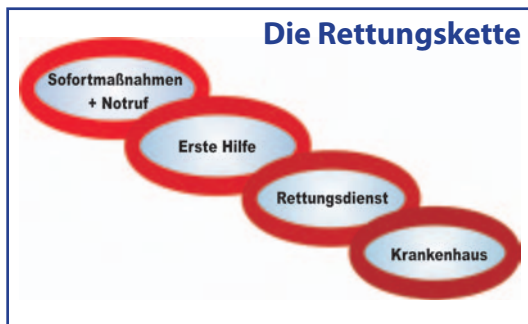 Die Rettungskette
Sofortmaßnahmen
+ Notruf
Erste Hilfe
Rettungsdienst
Krankenhaus